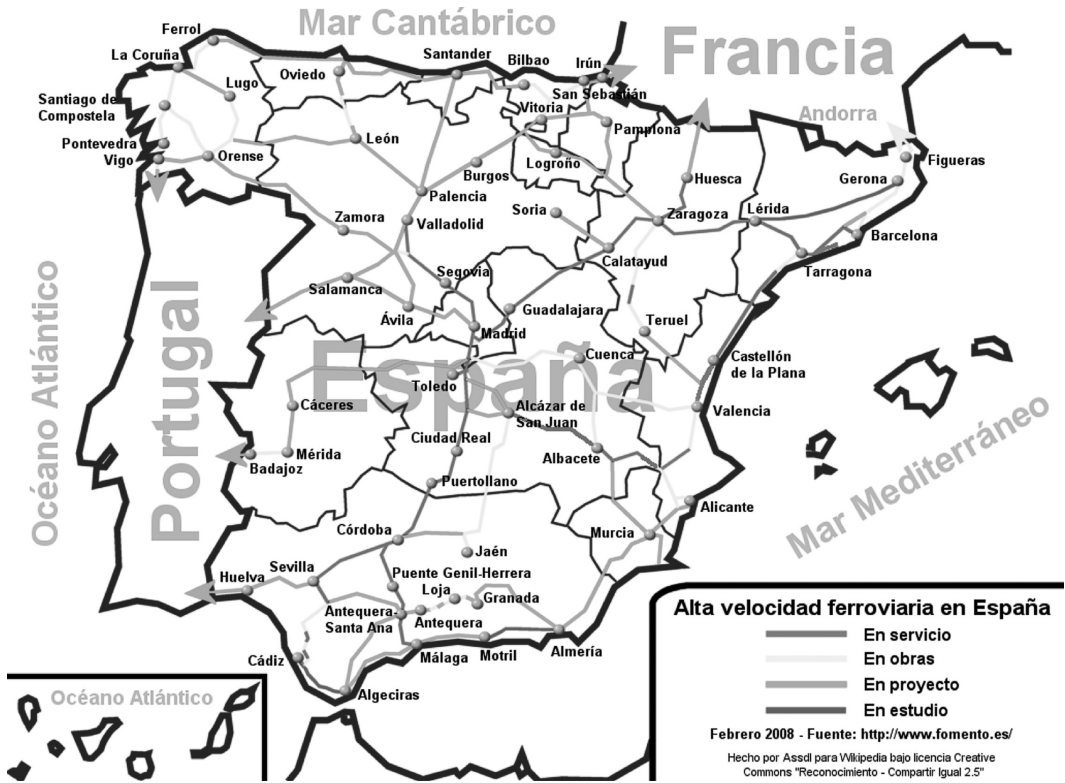 Mar Cantábrico
Francia
Ferrol
La Coruña
Lugo
Oviedo
Santander
Bilbao
Irún
San Sebastián
Andorra
Santiago de
Compostela
Vitoria
Pamplona
Pontevedra
Vigo
Orense
León
Logroño
Burgos
Palencia
Huesca
Figueras
Gerona
Zamora
Valladolid
Soria
Zaragoza
Lérida
Barcelona
Calatayud
Tarragona
Segovia
Salamanca
Ávila
Madrid
Guadalajara
Teruel
Océano Atlántico
Portugal
España
Cuenca
Castellón
de la Plana
Toledo
Cáceres
Alcázar de
San Juan
Valencia
Ciudad Real
Albacete
Mérida
Badajoz
Puertollano
Alicante
Mar Mediterráneo
Córdoba
Murcia
Jaén
Sevilla
Huelva
Puente Genil-Herrera
Loja
Granada
Antequera-
Santa Ana
Antequera
Cádiz
Málaga
Motril
Almería
Algeciras
Océano Atlántico
Alta velocidad ferroviaria en España
En servicio
En obras
En proyecto
En estudio
Febrero 2008 - Fuente: http://www.fomento.es/
Hecho por Assdl para Wikipedia bajo licencia Creative
Commons "Reconocimiento - Compartir Igual 2.5"